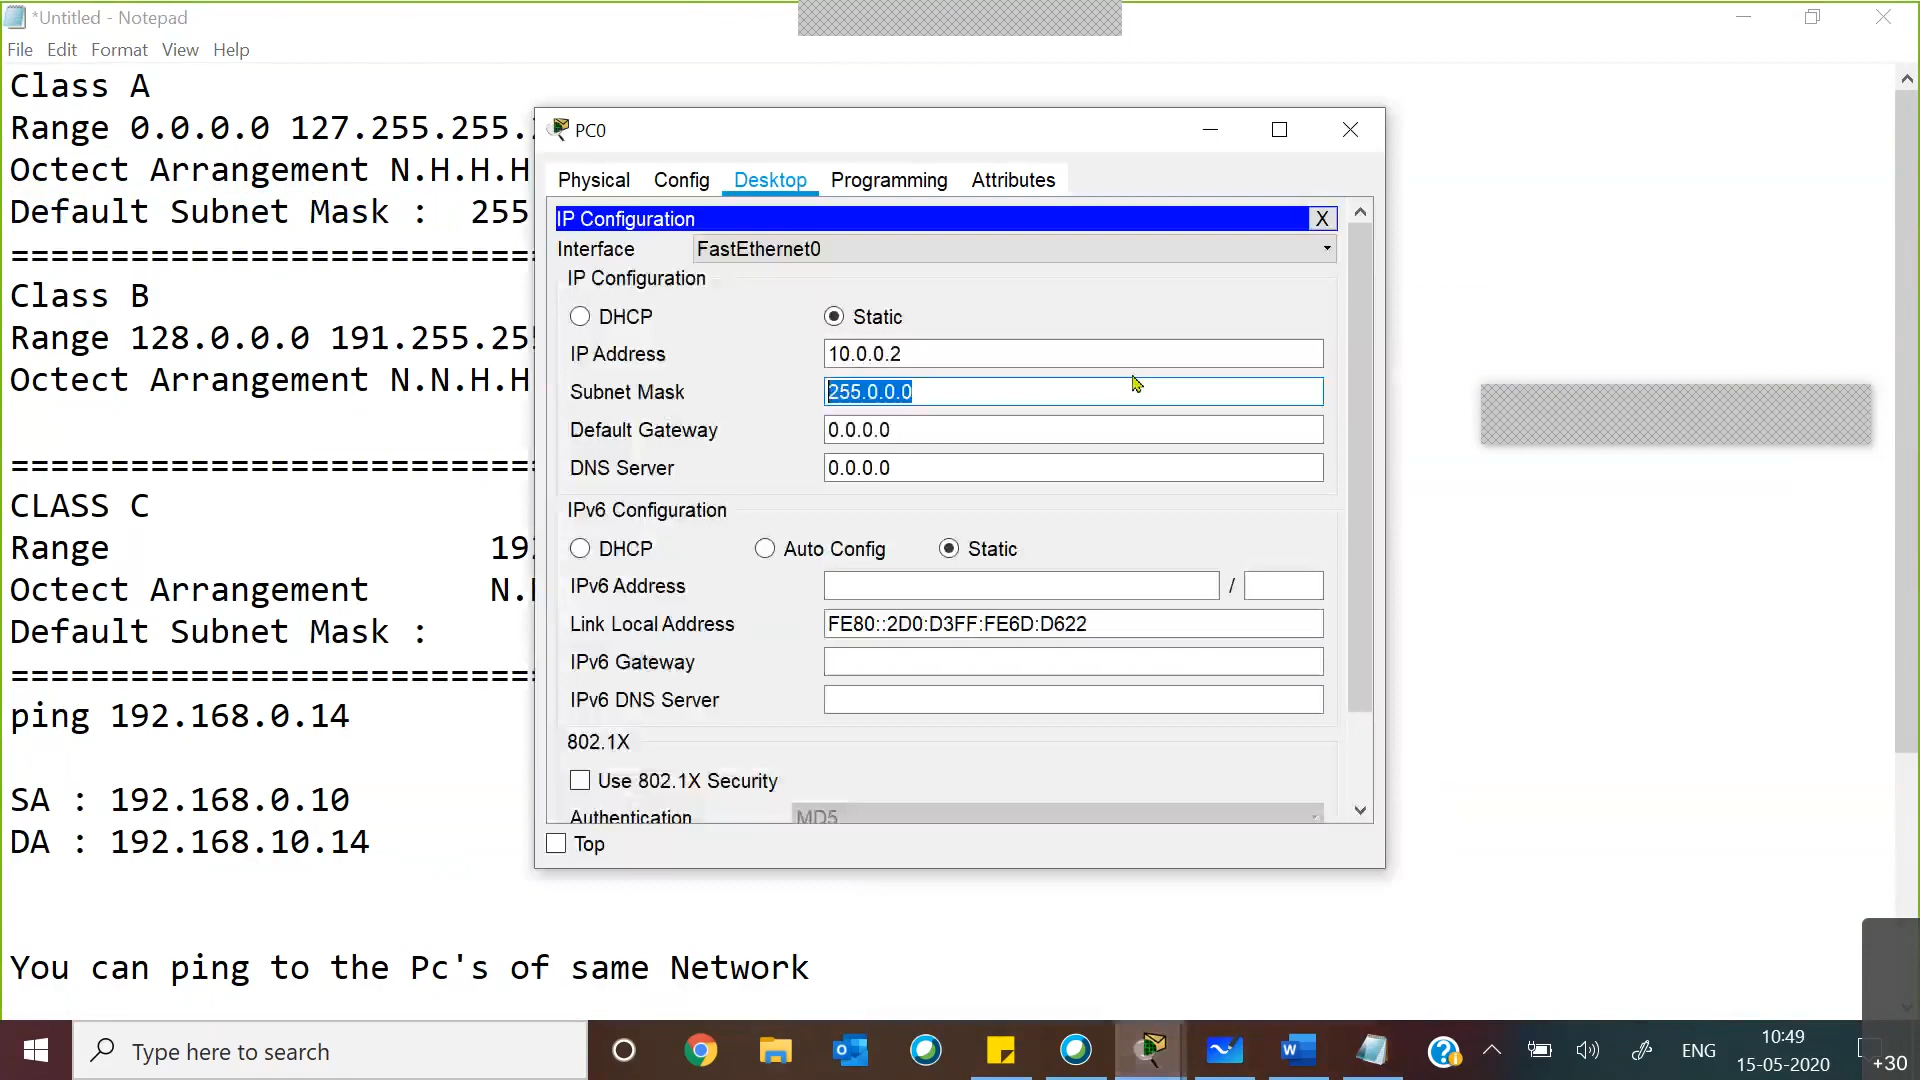 *Untitled - Notepad
File Edit Format View Help
Class A
Range 0.0.0.0 127.255.255.
Octect Arrangement N.H.H.H
Default Subnet Mask : 255
==========================
Class B
Range 128.0.0.0 191.255.25
Octect Arrangement N.N.H.H
==========================
CLASS C
Range 19
Octect Arrangement N.
Default Subnet Mask :
==========================
ping 192.168.0.14
SA : 192.168.0.10
DA : 192.168.10.14
You can ping to the Pc's of same Network
PC0
Physical Config Desktop Programming Attributes
IP Configuration X
Interface FastEthernet0
IP Configuration
DHCP Static
IP Address 10.0.0.2
Subnet Mask 255.0.0.0
Default Gateway 0.0.0.0
DNS Server 0.0.0.0
IPv6 Configuration
DHCP Auto Config Static
IPv6 Address /
Link Local Address FE80::2D0:D3FF:FE6D:D622
IPv6 Gateway
IPv6 DNS Server
802.1X
Use 802.1X Security
Authentication MD5
Top
Type here to search
ENG
10:49
15-05-2020
+30